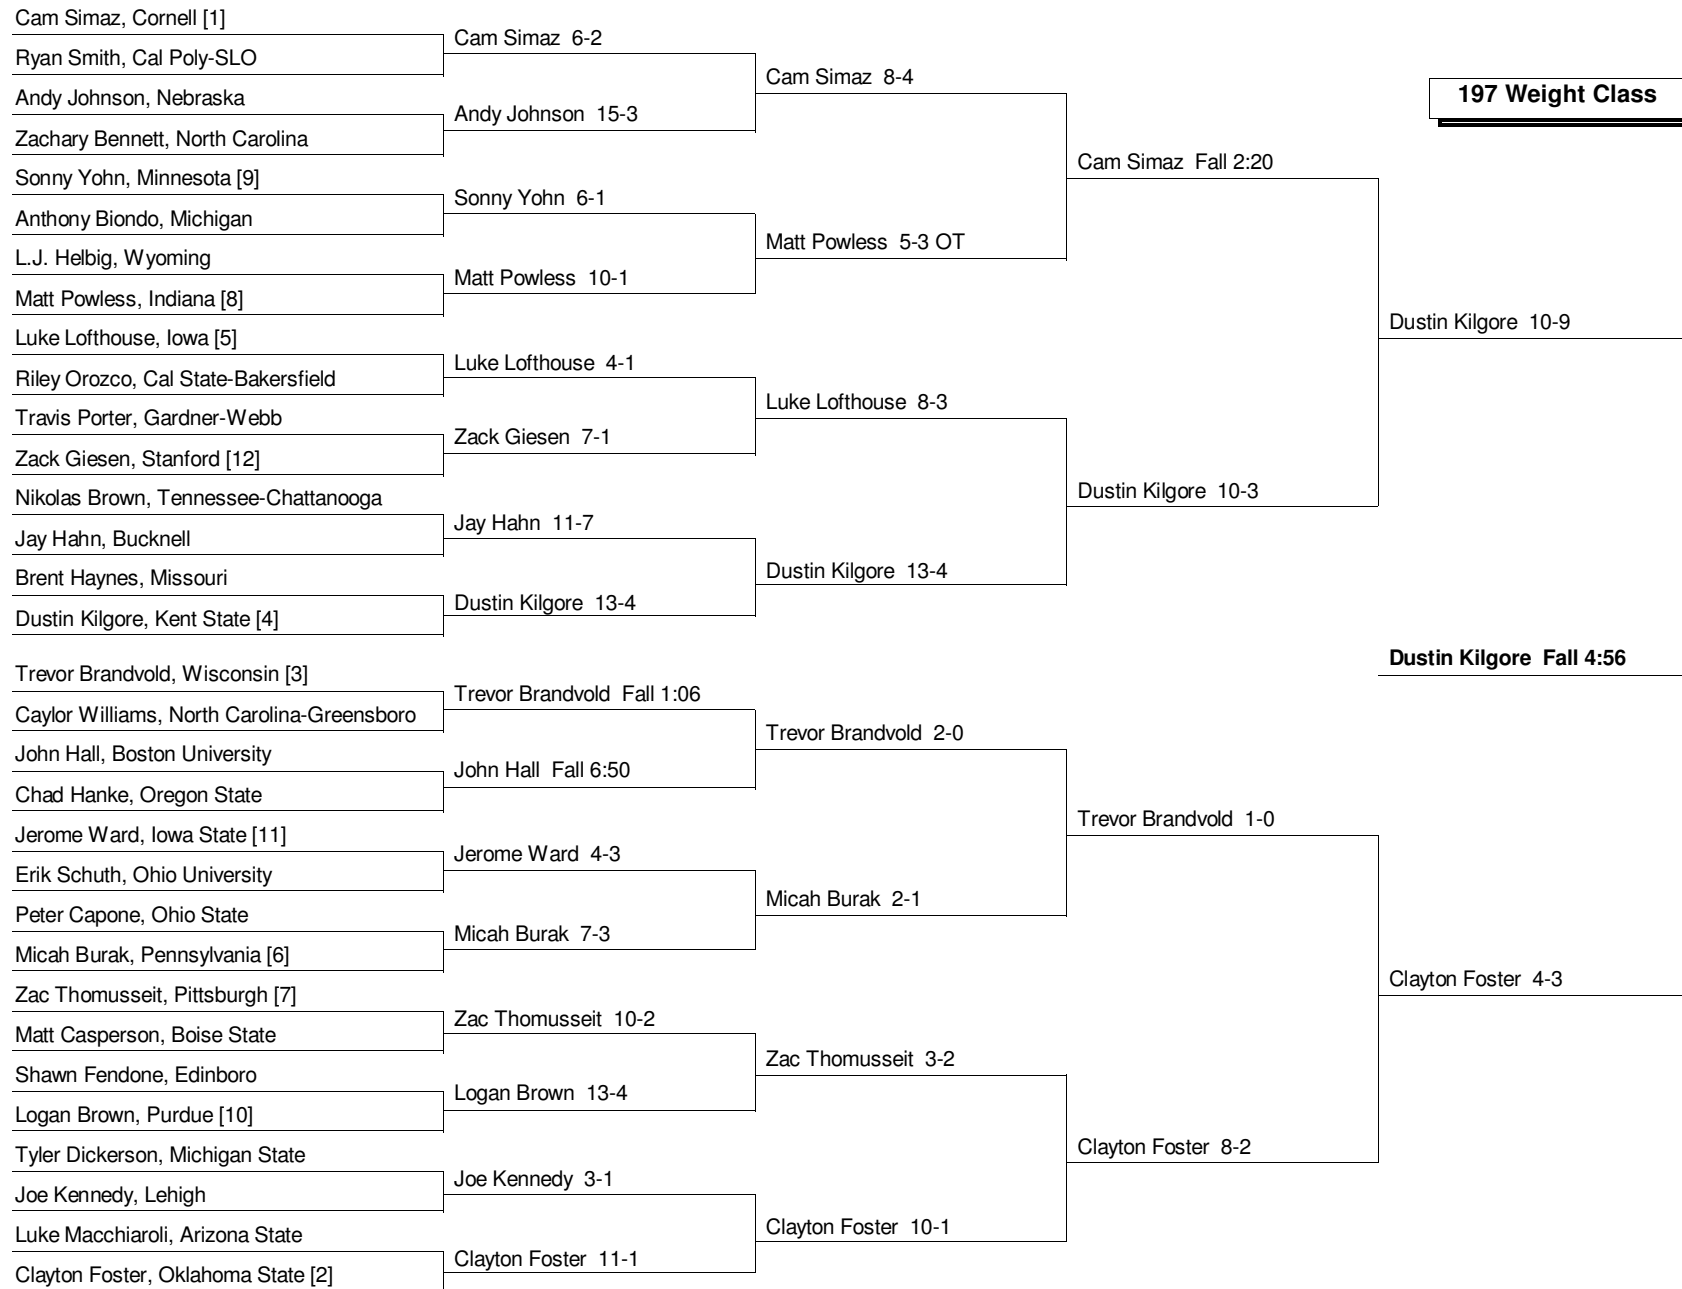 Cam Simaz, Cornell [1]
Ryan Smith, Cal Poly-SLO
Andy Johnson, Nebraska
Zachary Bennett, North Carolina
Sonny Yohn, Minnesota [9]
Anthony Biondo, Michigan
L.J. Helbig, Wyoming
Matt Powless, Indiana [8]
Luke Lofthouse, Iowa [5]
Riley Orozco, Cal State-Bakersfield
Travis Porter, Gardner-Webb
Zack Giesen, Stanford [12]
Nikolas Brown, Tennessee-Chattanooga
Jay Hahn, Bucknell
Brent Haynes, Missouri
Dustin Kilgore, Kent State [4]
Trevor Brandvold, Wisconsin [3]
Caylor Williams, North Carolina-Greensboro
John Hall, Boston University
Chad Hanke, Oregon State
Jerome Ward, Iowa State [11]
Erik Schuth, Ohio University
Peter Capone, Ohio State
Micah Burak, Pennsylvania [6]
Zac Thomusseit, Pittsburgh [7]
Matt Casperson, Boise State
Shawn Fendone, Edinboro
Logan Brown, Purdue [10]
Tyler Dickerson, Michigan State
Joe Kennedy, Lehigh
Luke Macchiaroli, Arizona State
Clayton Foster, Oklahoma State [2]
Cam Simaz 6-2
Andy Johnson 15-3
Sonny Yohn 6-1
Matt Powless 10-1
Luke Lofthouse 4-1
Zack Giesen 7-1
Jay Hahn 11-7
Dustin Kilgore 13-4
Trevor Brandvold Fall 1:06
John Hall Fall 6:50
Jerome Ward 4-3
Micah Burak 7-3
Zac Thomusseit 10-2
Logan Brown 13-4
Joe Kennedy 3-1
Clayton Foster 11-1
Cam Simaz 8-4
Matt Powless 5-3 OT
Luke Lofthouse 8-3
Dustin Kilgore 13-4
Trevor Brandvold 2-0
Micah Burak 2-1
Zac Thomusseit 3-2
Clayton Foster 10-1
Cam Simaz Fall 2:20
Dustin Kilgore 10-3
Trevor Brandvold 1-0
Clayton Foster 8-2
197 Weight Class
Dustin Kilgore 10-9
Dustin Kilgore Fall 4:56
Clayton Foster 4-3